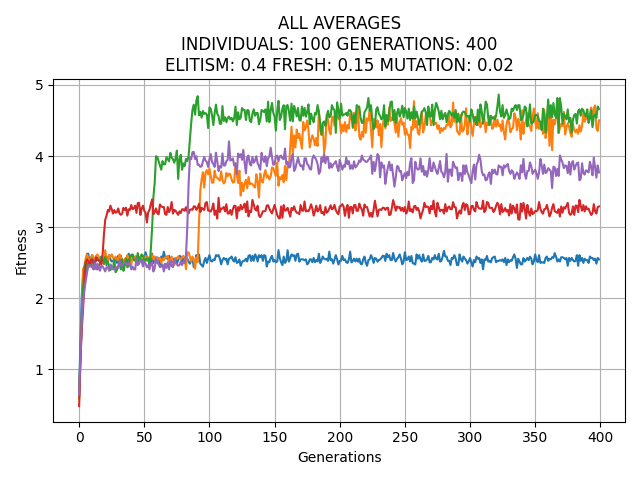 ALL AVERAGES
INDIVIDUALS: 100 GENERATIONS: 400
ELITISM: 0.4 FRESH: 0.15 MUTATION: 0.02
5
4
3
2
1
Fitness
0 50 100 150 200 250 300 350 400
Generations